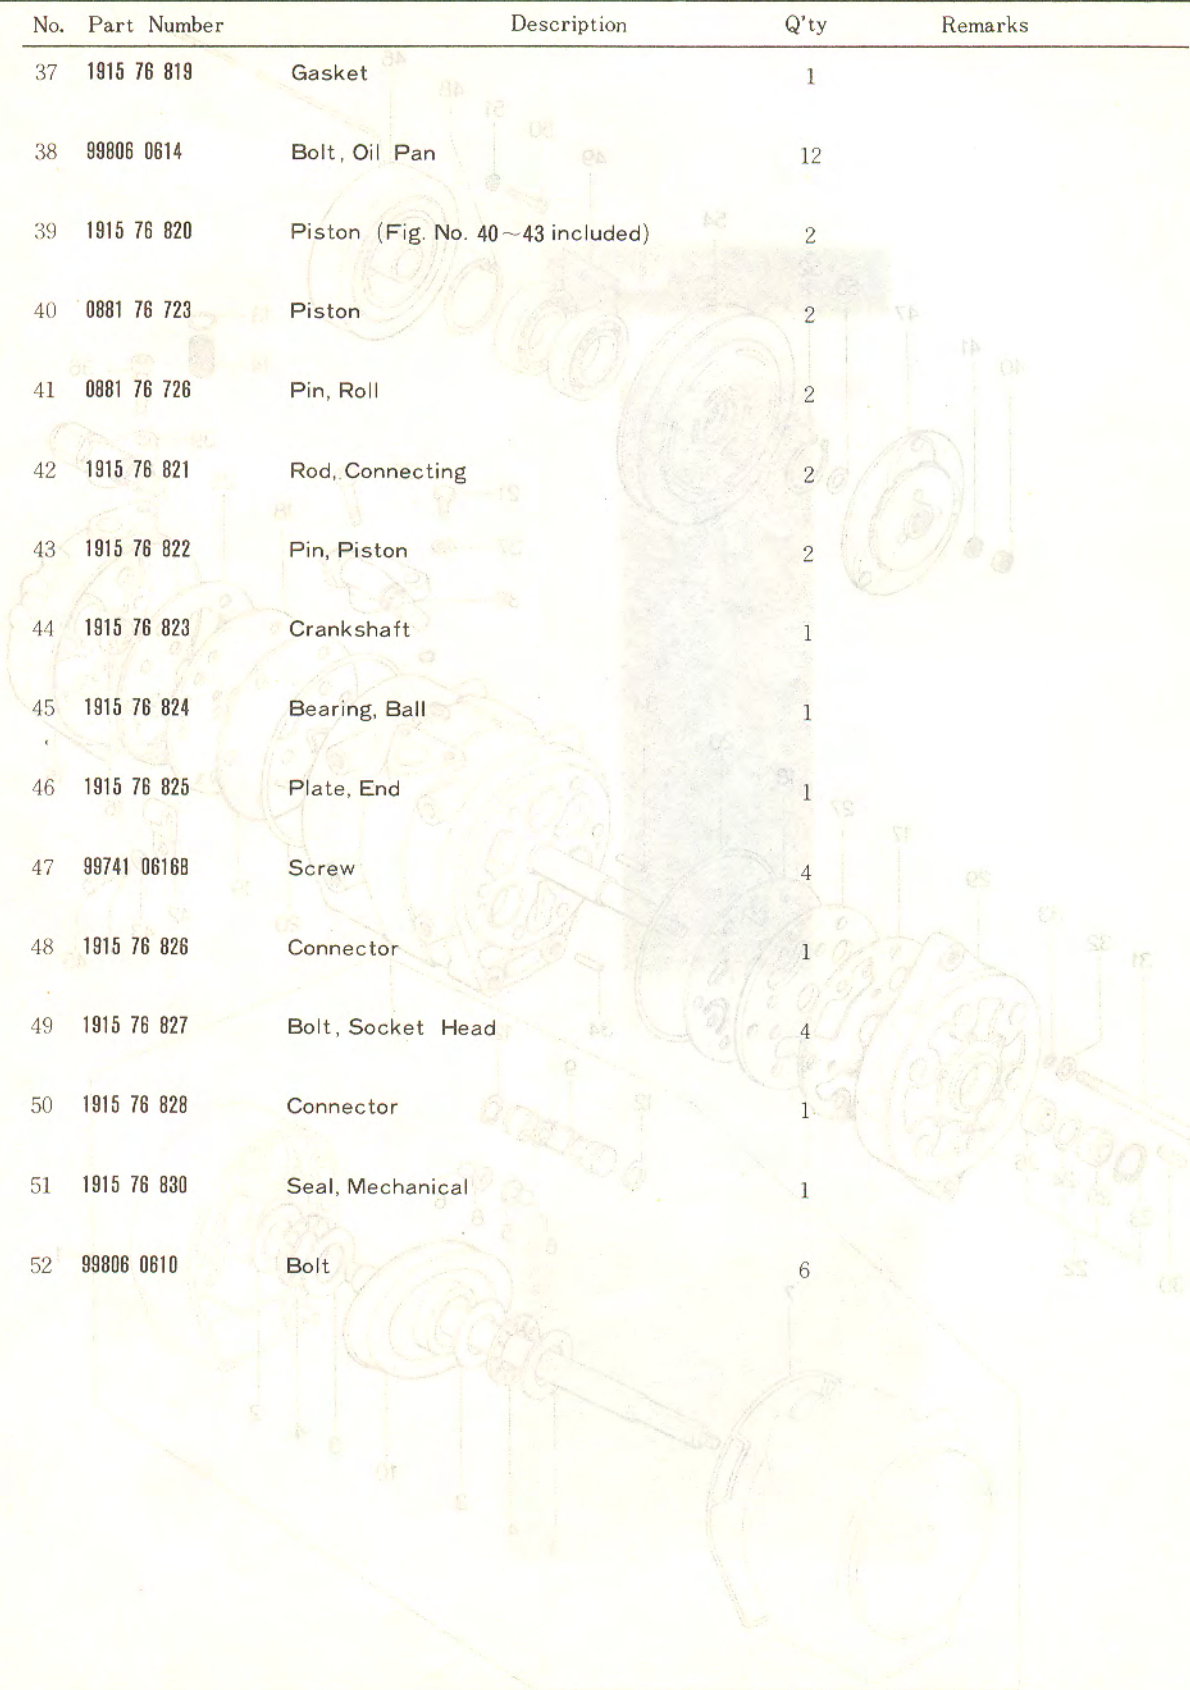 No. Part Number Description Q'ty Remarks
37 1915 76 819 Gasket 1
38 99806 0614 Bolt, Oil Pan 12
39 1915 76 820 Piston (Fig. No. 40~43 included) 2
40 0881 76 723 Piston 2
41 0881 76 726 Pin, Roll 2
42 1915 76 821 Rod, Connecting 2
43 1915 76 822 Pin, Piston 2
44 1915 76 823 Crankshaft 1
45 1915 76 824 Bearing, Ball 1
46 1915 76 825 Plate, End 1
47 99741 0616B Screw 4
48 1915 76 826 Connector 1
49 1915 76 827 Bolt, Socket Head 4
50 1915 76 828 Connector 1
51 1915 76 830 Seal, Mechanical 1
52 99806 0610 Bolt 6